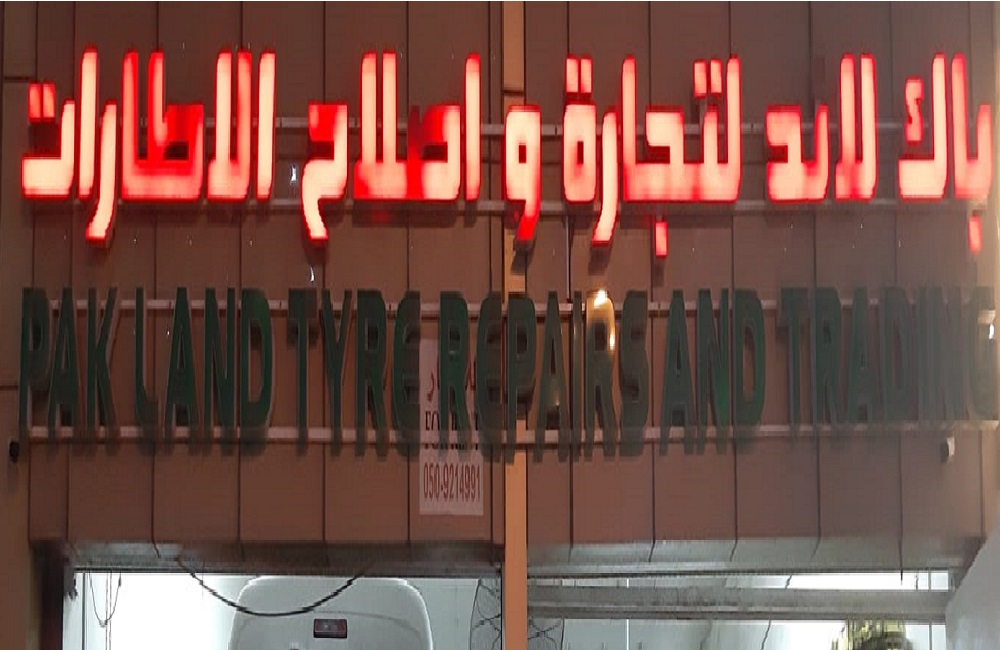 باك لاند لتجارة و اصلاح الاطارات
PAK LAND TYRE REPAIRS AND TRADING
050-9214991